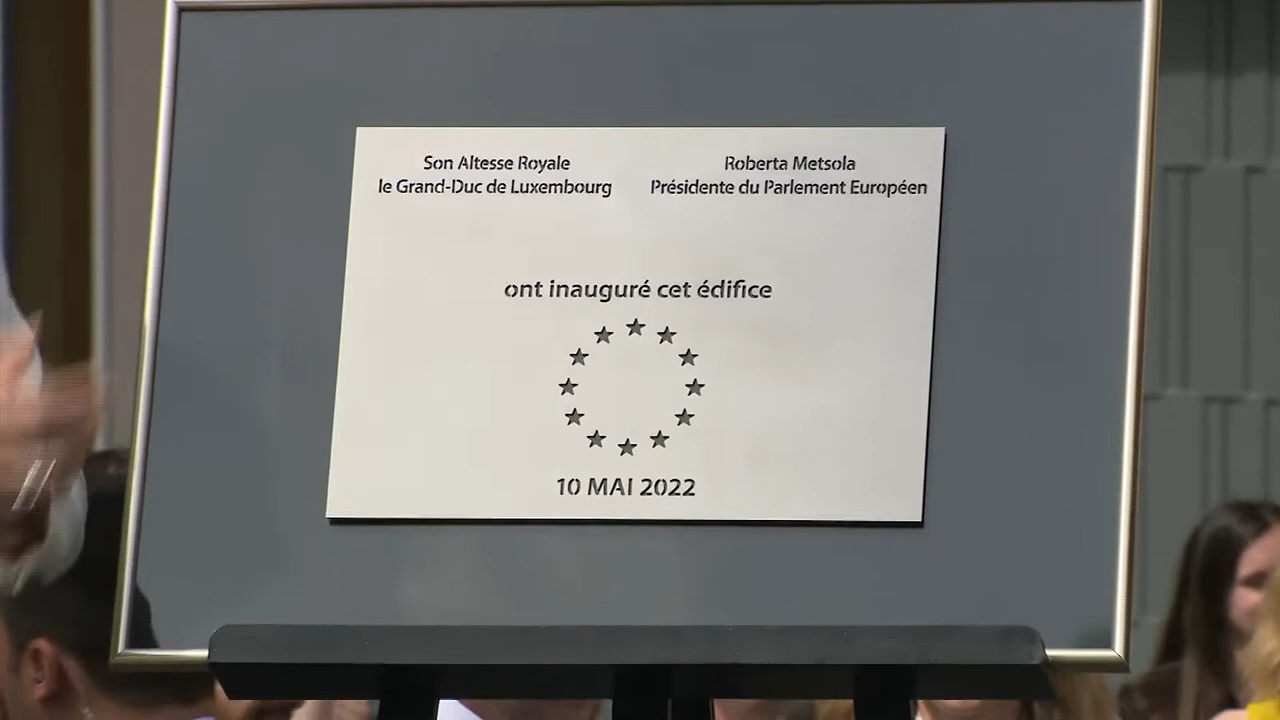 Son Altesse Royale
le Grand-Duc de Luxembourg
Roberta Metsola
Présidente du Parlement Européen
ont inauguré cet édifice
10 MAI 2022